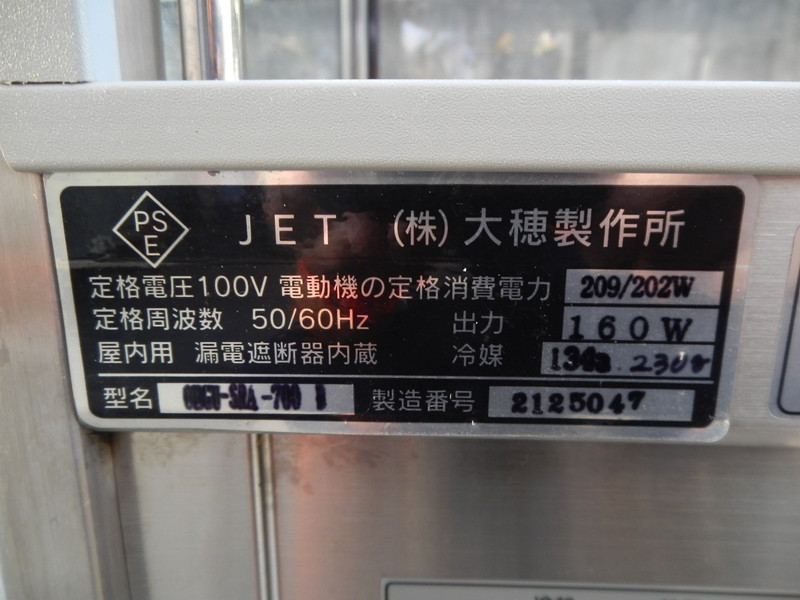 PSE JET (株)大穂製作所
定格電圧100V 電動機の定格消費電力 209/202W
定格周波数 50/60Hz 出力 160W
屋内用 漏電遮断器内蔵 冷媒 134a 230g
型名 製造番号 2125047